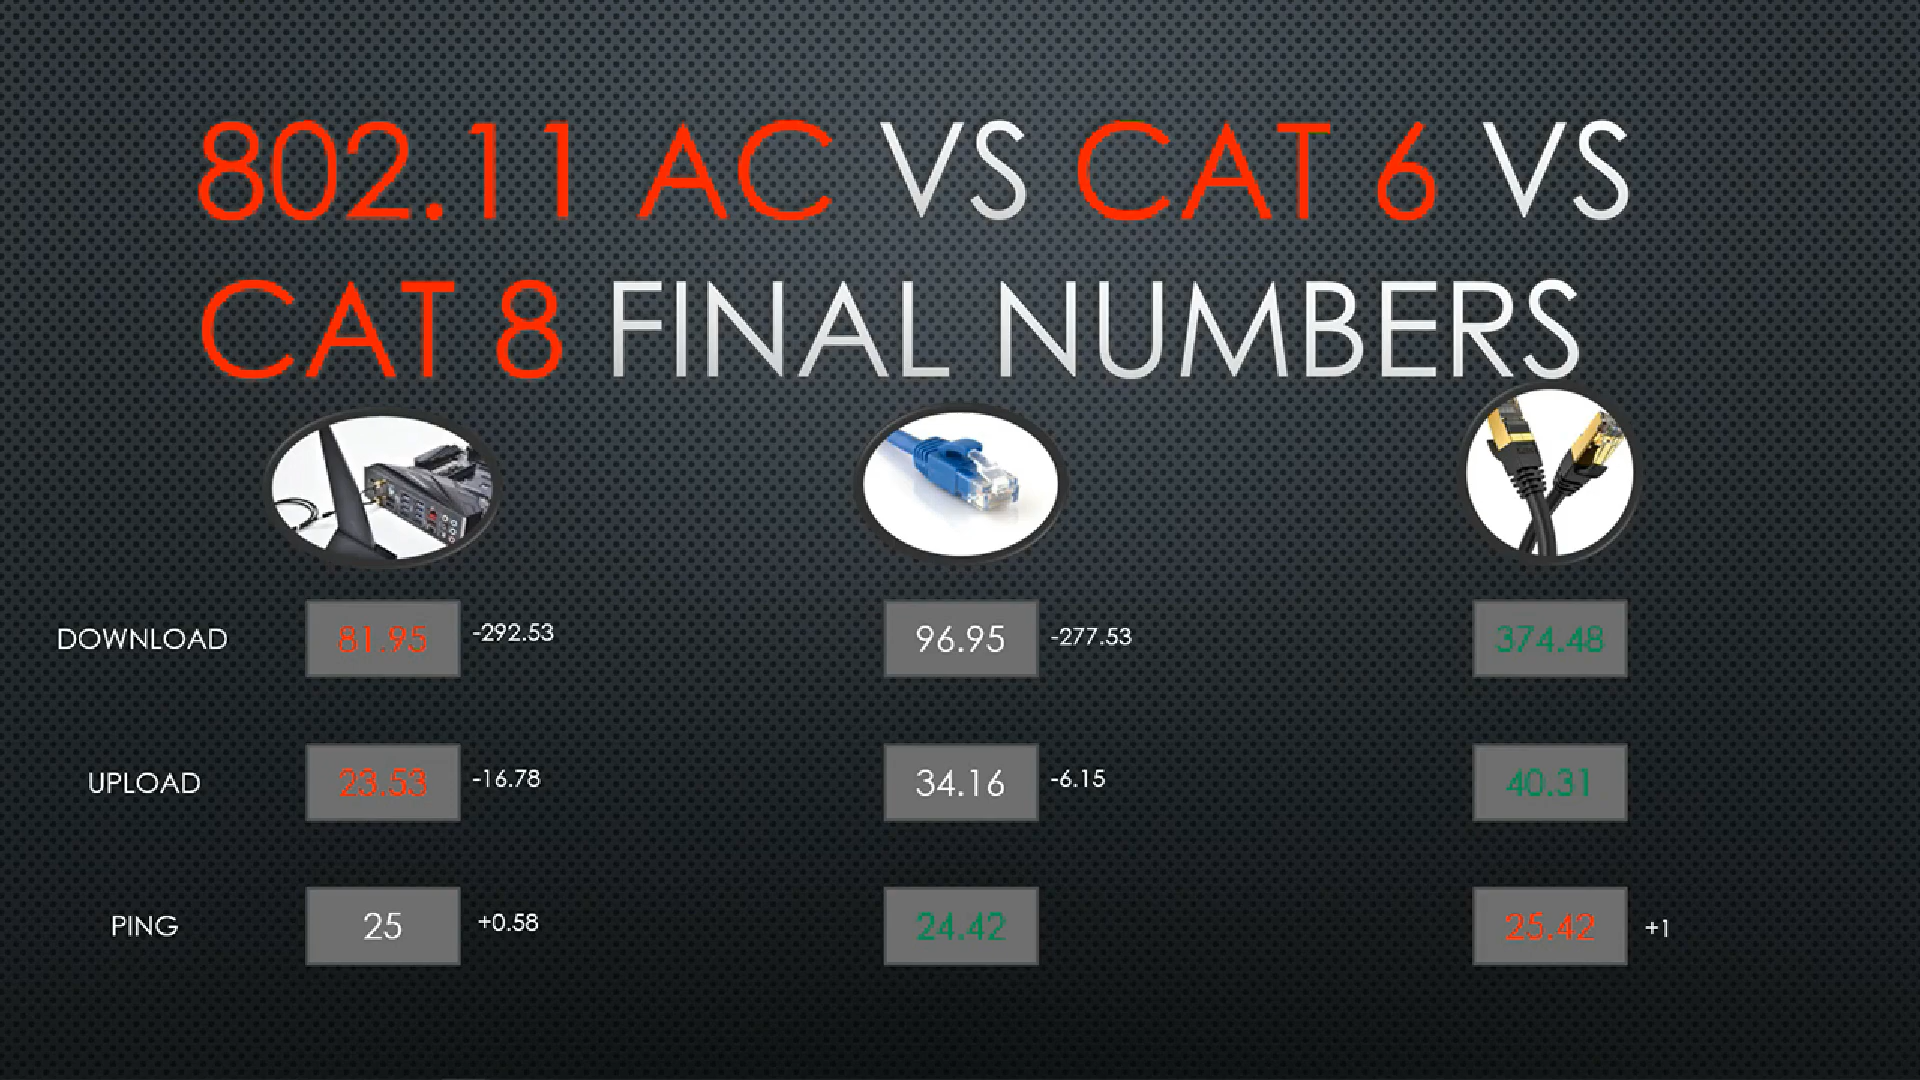 802.11 AC VS CAT 6 VS
CAT 8 FINAL NUMBERS
DOWNLOAD 81.95 -292.53 96.95 -277.53 374.48
UPLOAD 23.53 -16.78 34.16 -6.15 40.31
PING 25 +0.58 24.42 25.42 +1